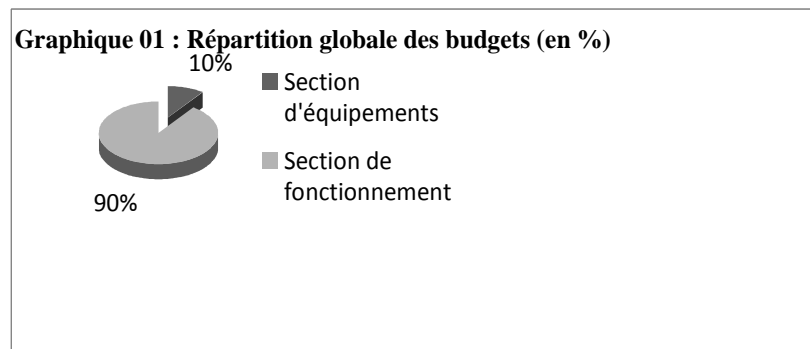 Graphique 01 : Répartition globale des budgets (en %)
10%
Section
d'équipements
Section de
fonctionnement
90%